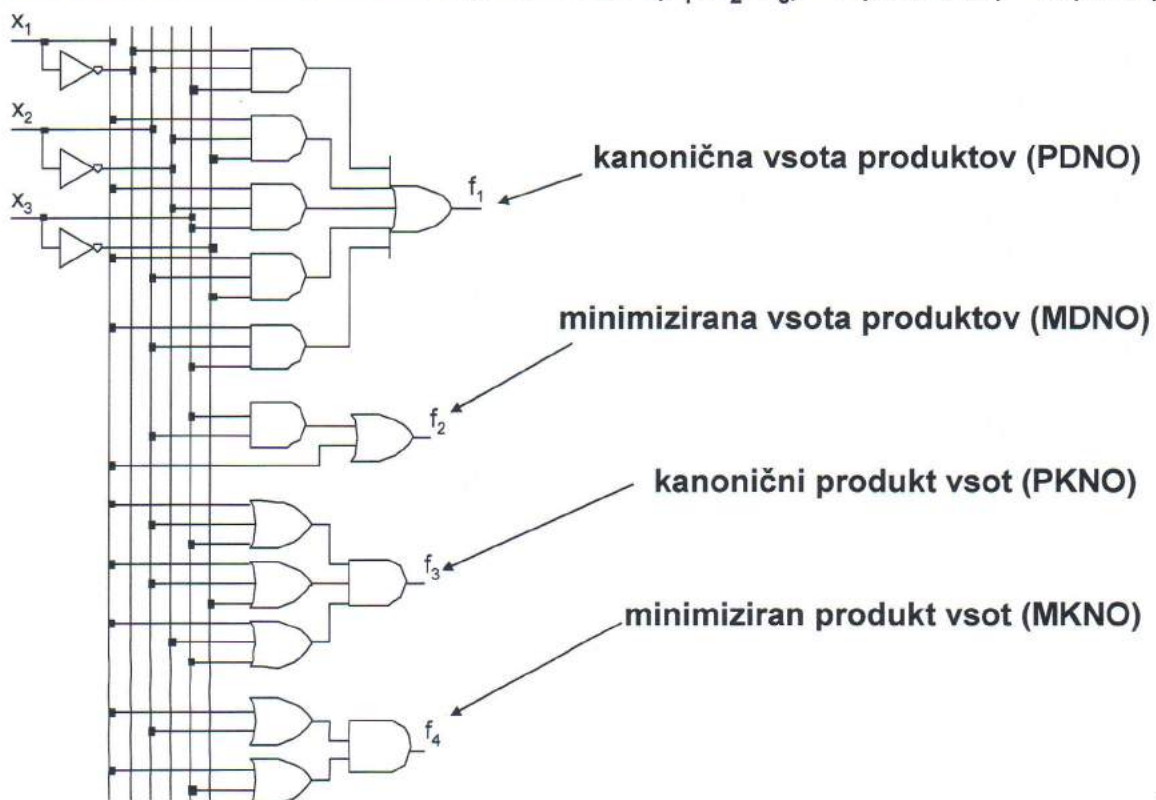 x₁
x₂
x₃
kanonična vsota produktov (PDNO)
f₁
minimizirana vsota produktov (MDNO)
f₂
kanonični produkt vsot (PKNO)
f₃
minimiziran produkt vsot (MKNO)
f₄